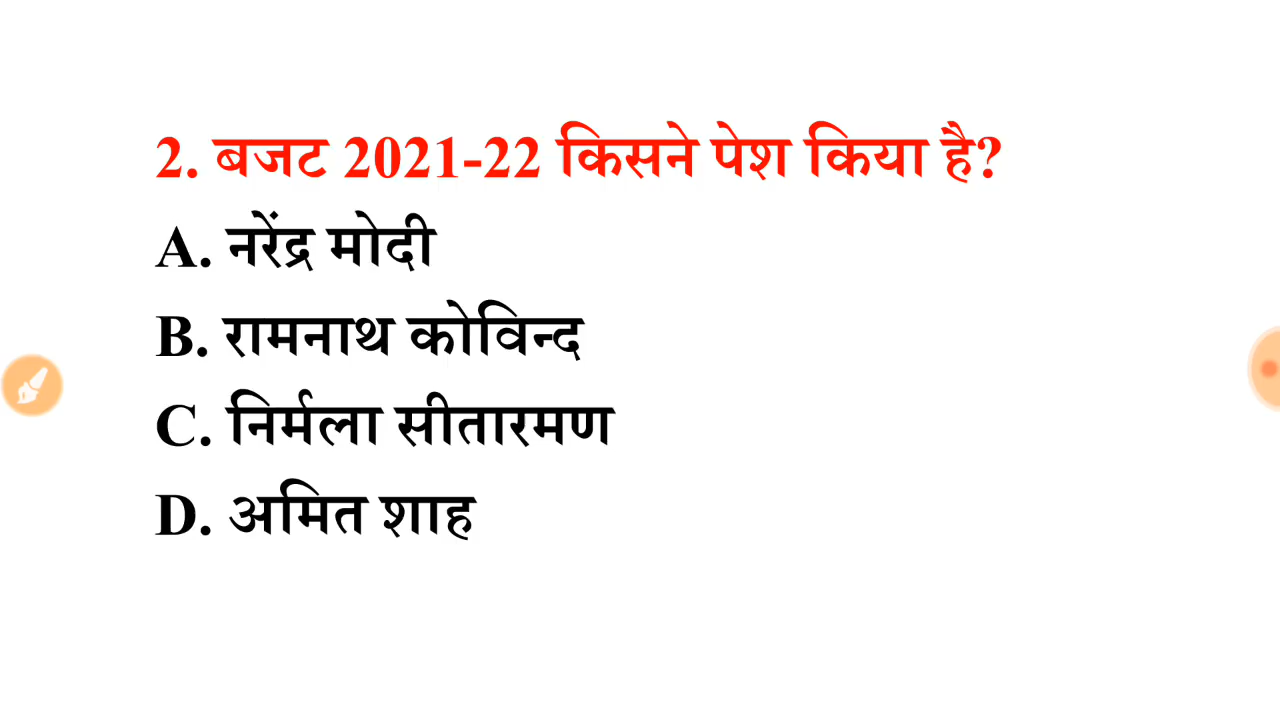 2. बजट 2021-22 किसने पेश किया है?
A. नरेंद्र मोदी
B. रामनाथ कोविन्द
C. निर्मला सीतारमण
D. अमित शाह